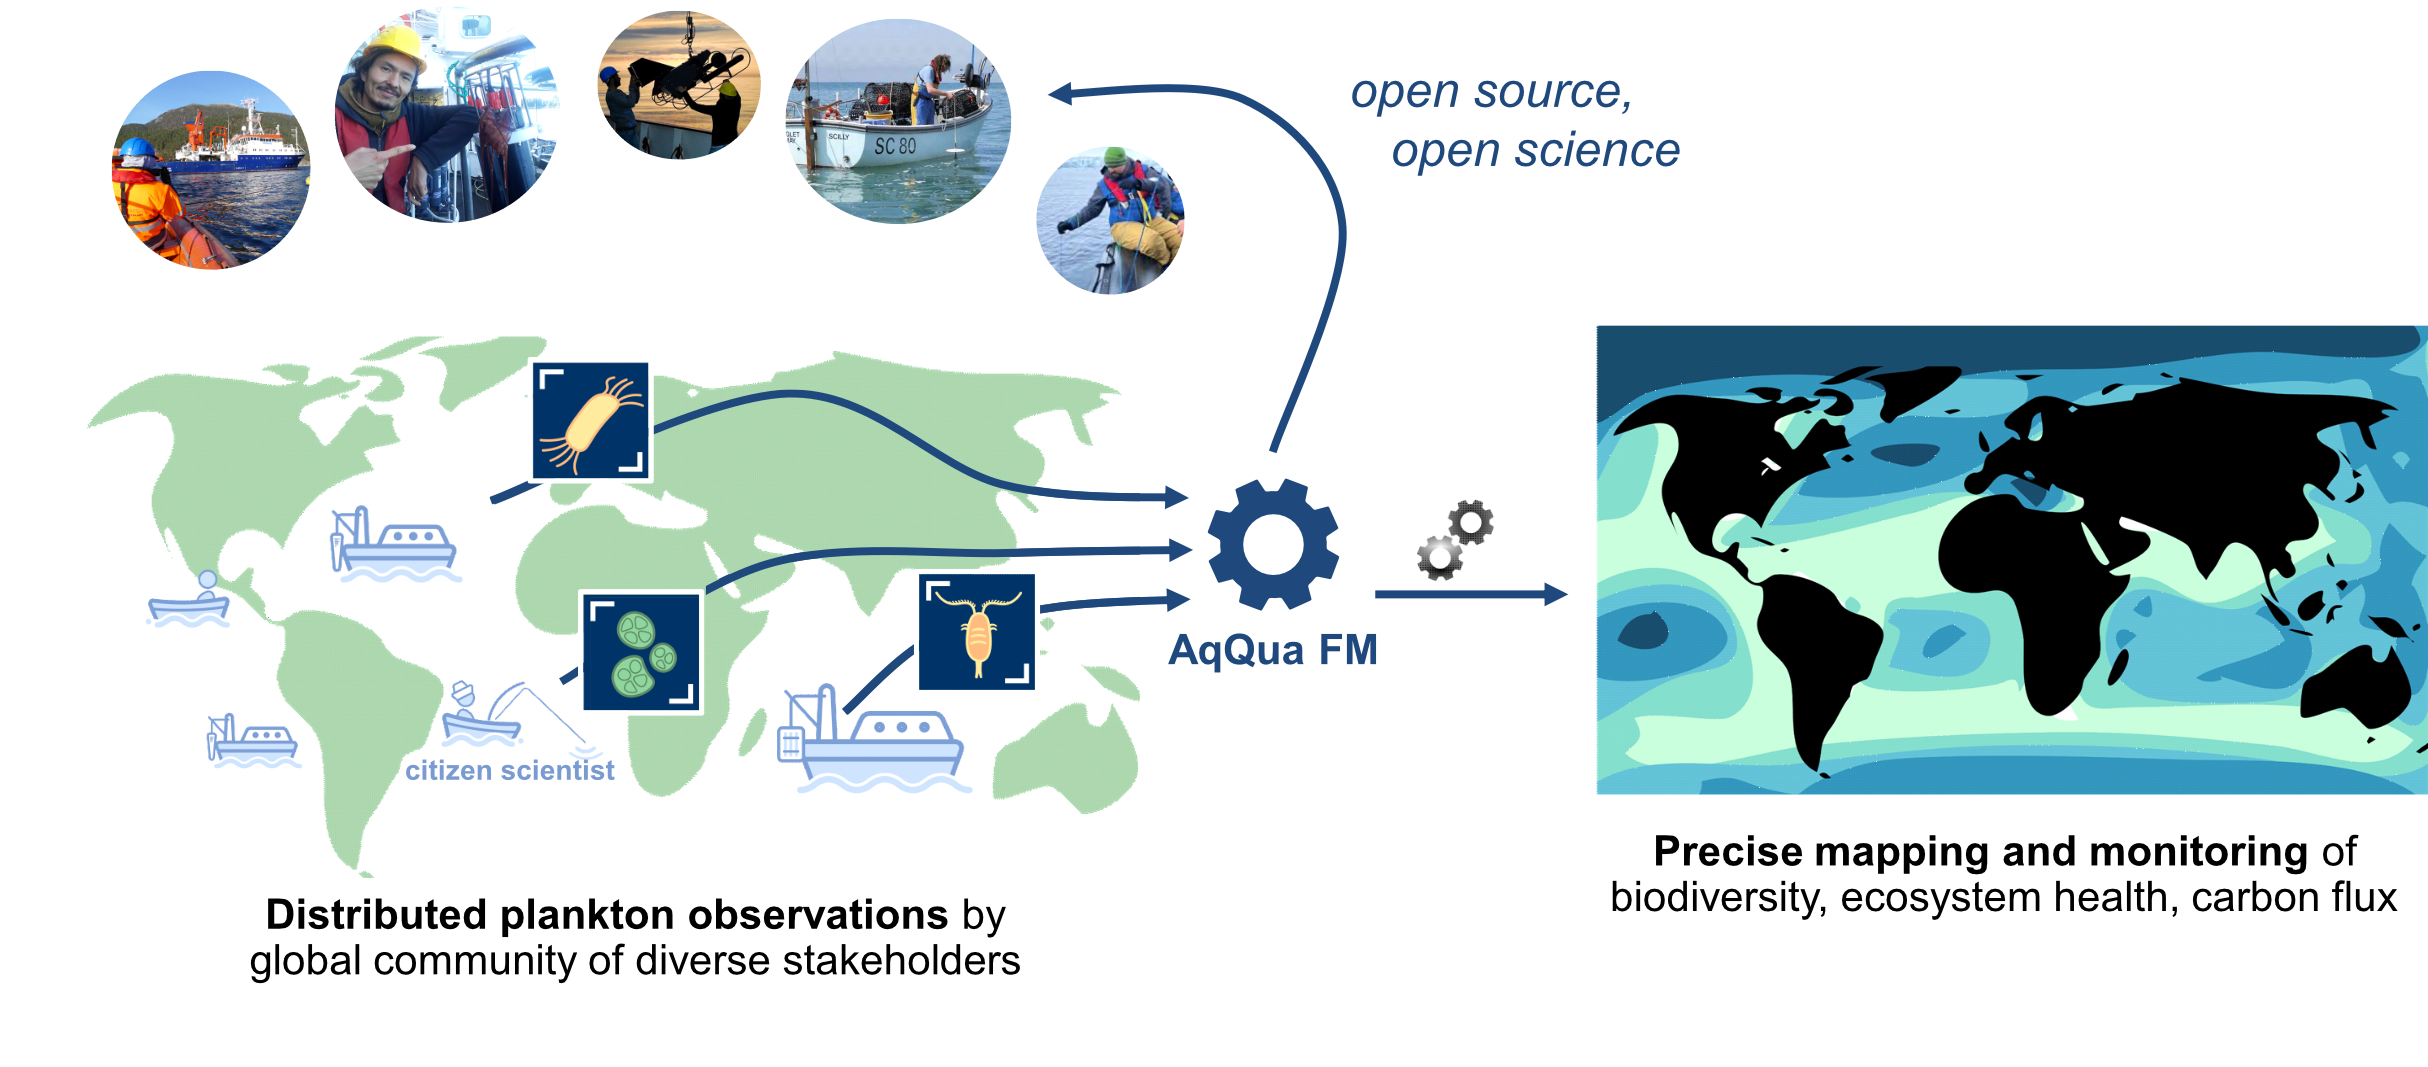 open source,
open science
SCILLY
SC 80
AqQua FM
citizen scientist
Distributed plankton observations by
global community of diverse stakeholders
Precise mapping and monitoring of
biodiversity, ecosystem health, carbon flux